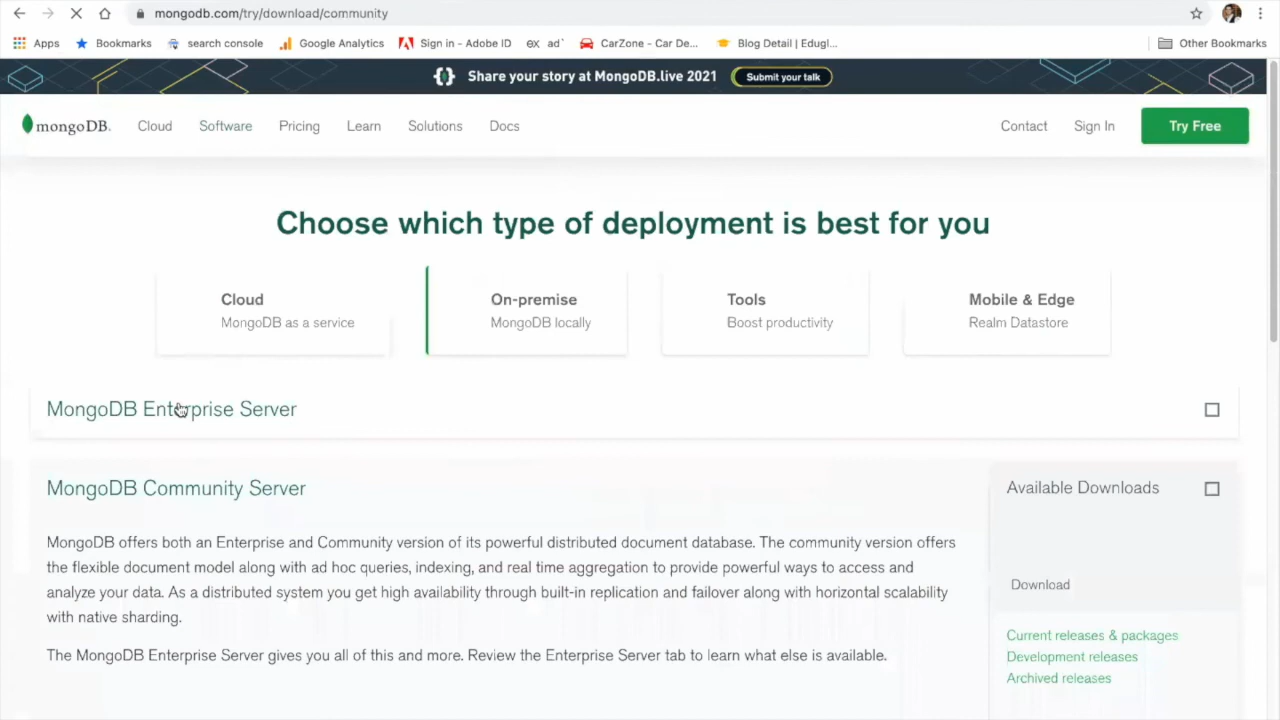 mongodb.com/try/download/community
Apps
Bookmarks
search console
Google Analytics
Sign in - Adobe ID
ex ad`
CarZone - Car De...
Blog Detail | Edugl...
Other Bookmarks
Share your story at MongoDB.live 2021
Submit your talk
mongoDB.
Cloud
Software
Pricing
Learn
Solutions
Docs
Contact
Sign In
Try Free
Choose which type of deployment is best for you
Cloud
MongoDB as a service
On-premise
MongoDB locally
Tools
Boost productivity
Mobile & Edge
Realm Datastore
MongoDB Enterprise Server
MongoDB Community Server
MongoDB offers both an Enterprise and Community version of its powerful distributed document database. The community version offers
the flexible document model along with ad hoc queries, indexing, and real time aggregation to provide powerful ways to access and
analyze your data. As a distributed system you get high availability through built-in replication and failover along with horizontal scalability
with native sharding.
The MongoDB Enterprise Server gives you all of this and more. Review the Enterprise Server tab to learn what else is available.
Available Downloads
Download
Current releases & packages
Development releases
Archived releases